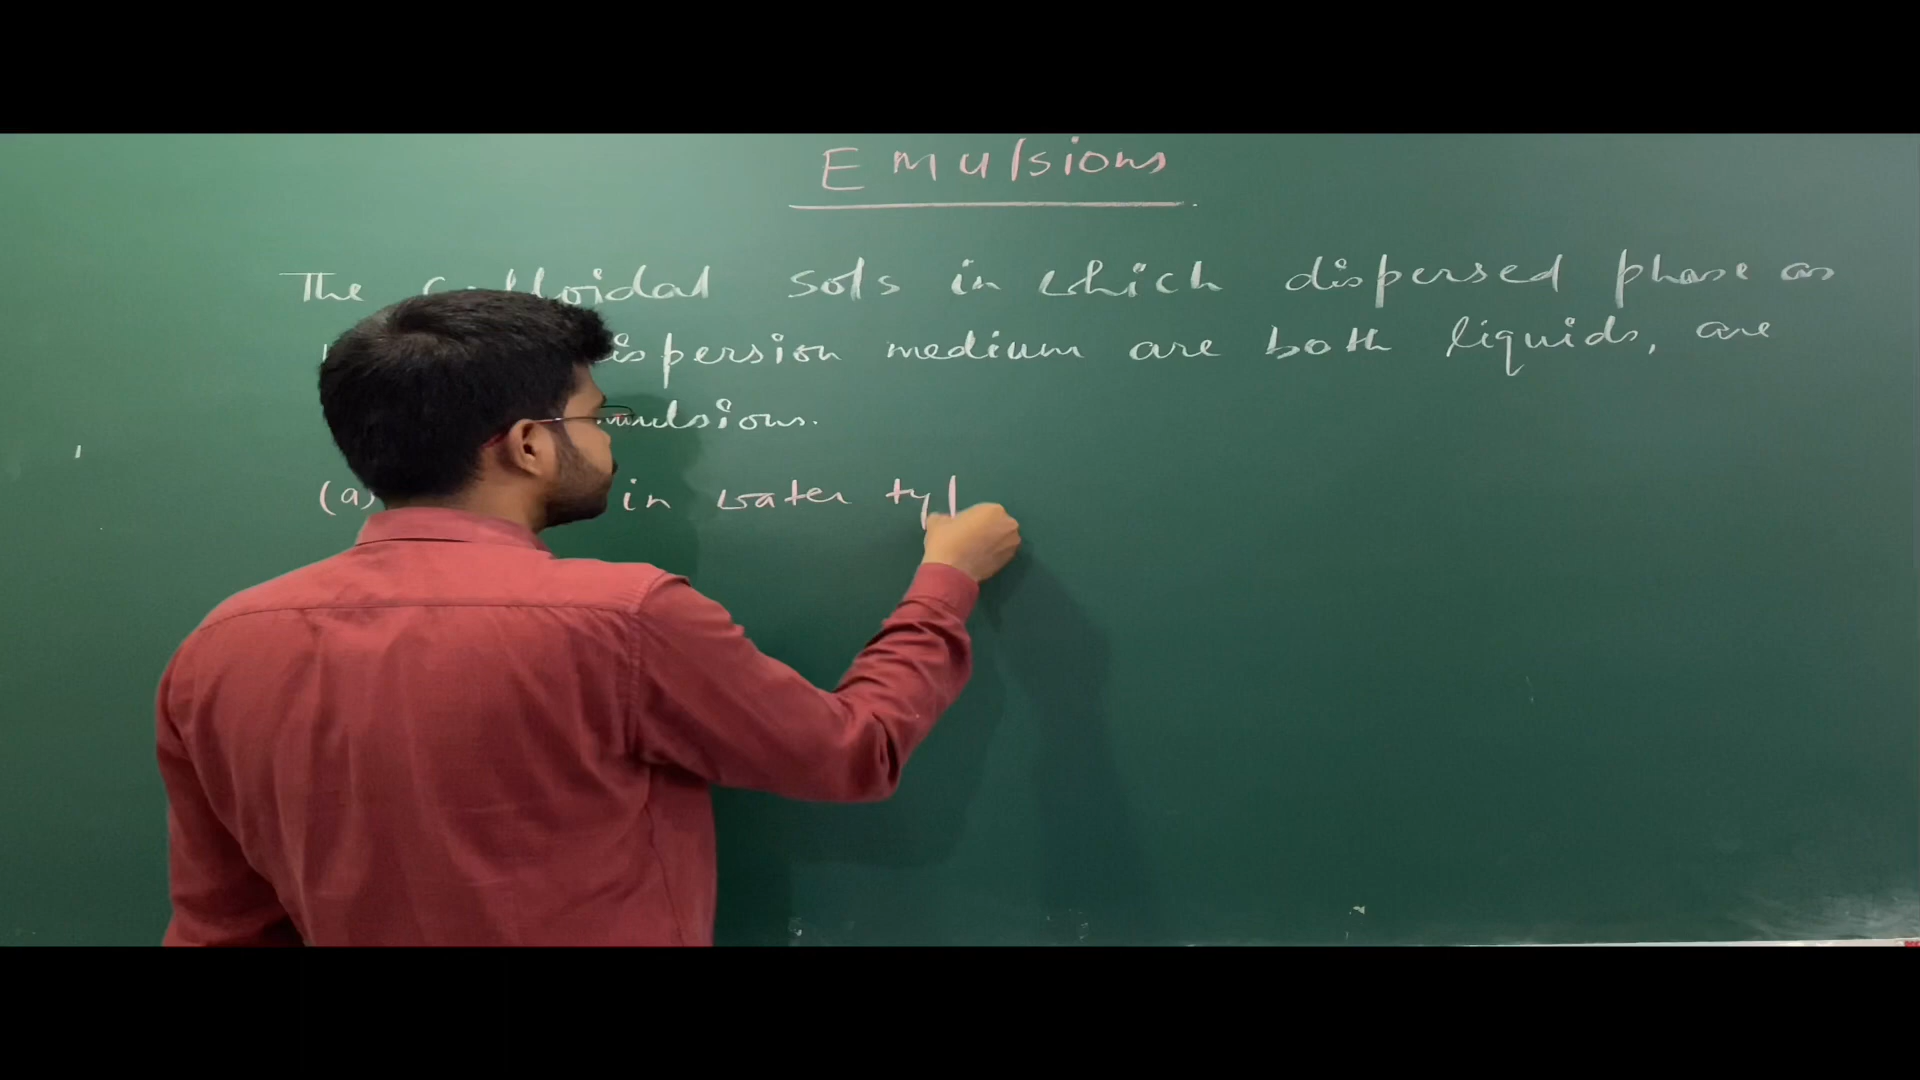 Emulsions
The colloidal sols in which dispersed phase as
dispersion medium are both liquids, are
emulsions.
(a) in water typ